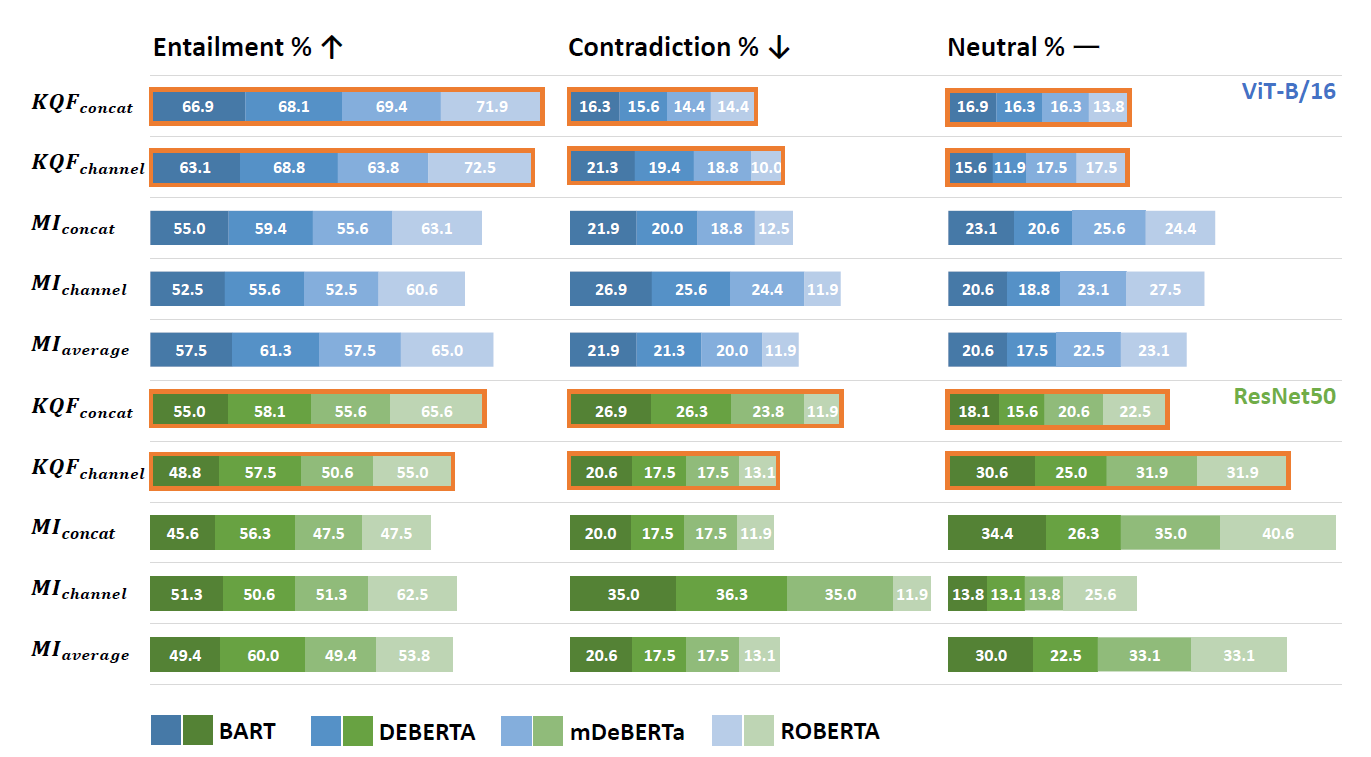 Entailment % ↑ Contradiction % ↓ Neutral % —
ViT-B/16
KQFconcat 66.9 68.1 69.4 71.9 16.3 15.6 14.4 14.4 16.9 16.3 16.3 13.8
KQFchannel 63.1 68.8 63.8 72.5 21.3 19.4 18.8 10.0 15.6 11.9 17.5 17.5
MIconcat 55.0 59.4 55.6 63.1 21.9 20.0 18.8 12.5 23.1 20.6 25.6 24.4
MIchannel 52.5 55.6 52.5 60.6 26.9 25.6 24.4 11.9 20.6 18.8 23.1 27.5
MIaverage 57.5 61.3 57.5 65.0 21.9 21.3 20.0 11.9 20.6 17.5 22.5 23.1
ResNet50
KQFconcat 55.0 58.1 55.6 65.6 26.9 26.3 23.8 11.9 18.1 15.6 20.6 22.5
KQFchannel 48.8 57.5 50.6 55.0 20.6 17.5 17.5 13.1 30.6 25.0 31.9 31.9
MIconcat 45.6 56.3 47.5 47.5 20.0 17.5 17.5 11.9 34.4 26.3 35.0 40.6
MIchannel 51.3 50.6 51.3 62.5 35.0 36.3 35.0 11.9 13.8 13.1 13.8 25.6
MIaverage 49.4 60.0 49.4 53.8 20.6 17.5 17.5 13.1 30.0 22.5 33.1 33.1
BART DEBERTA mDeBERTa ROBERTA